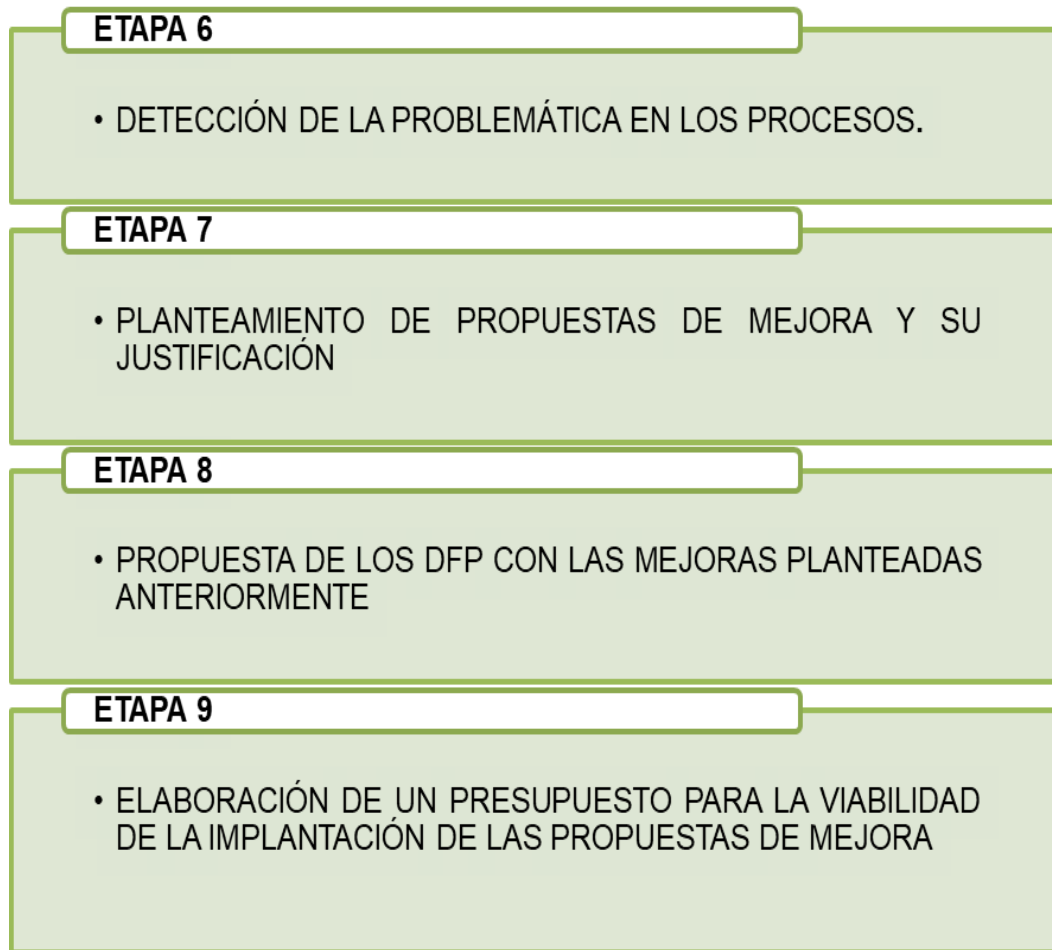 ETAPA 6
• DETECCIÓN DE LA PROBLEMÁTICA EN LOS PROCESOS.
ETAPA 7
• PLANTEAMIENTO DE PROPUESTAS DE MEJORA Y SU
JUSTIFICACIÓN
ETAPA 8
• PROPUESTA DE LOS DFP CON LAS MEJORAS PLANTEADAS
ANTERIORMENTE
ETAPA 9
• ELABORACIÓN DE UN PRESUPUESTO PARA LA VIABILIDAD
DE LA IMPLANTACIÓN DE LAS PROPUESTAS DE MEJORA